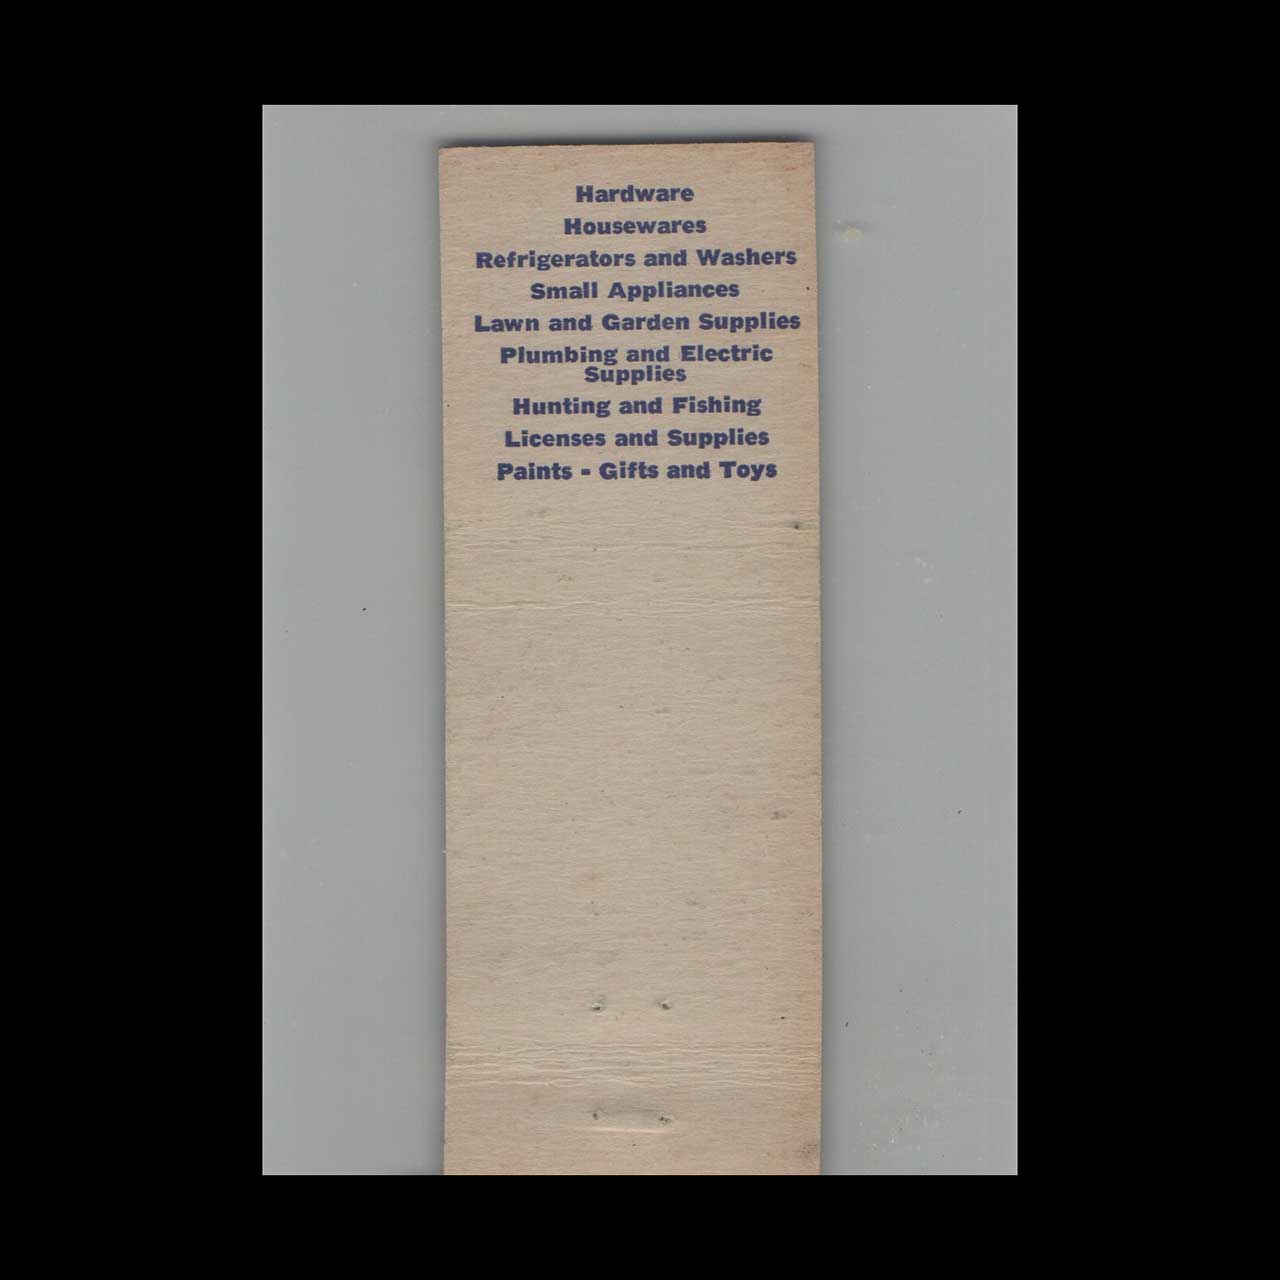 Hardware
Housewares
Refrigerators and Washers
Small Appliances
Lawn and Garden Supplies
Plumbing and Electric
Supplies
Hunting and Fishing
Licenses and Supplies
Paints - Gifts and Toys